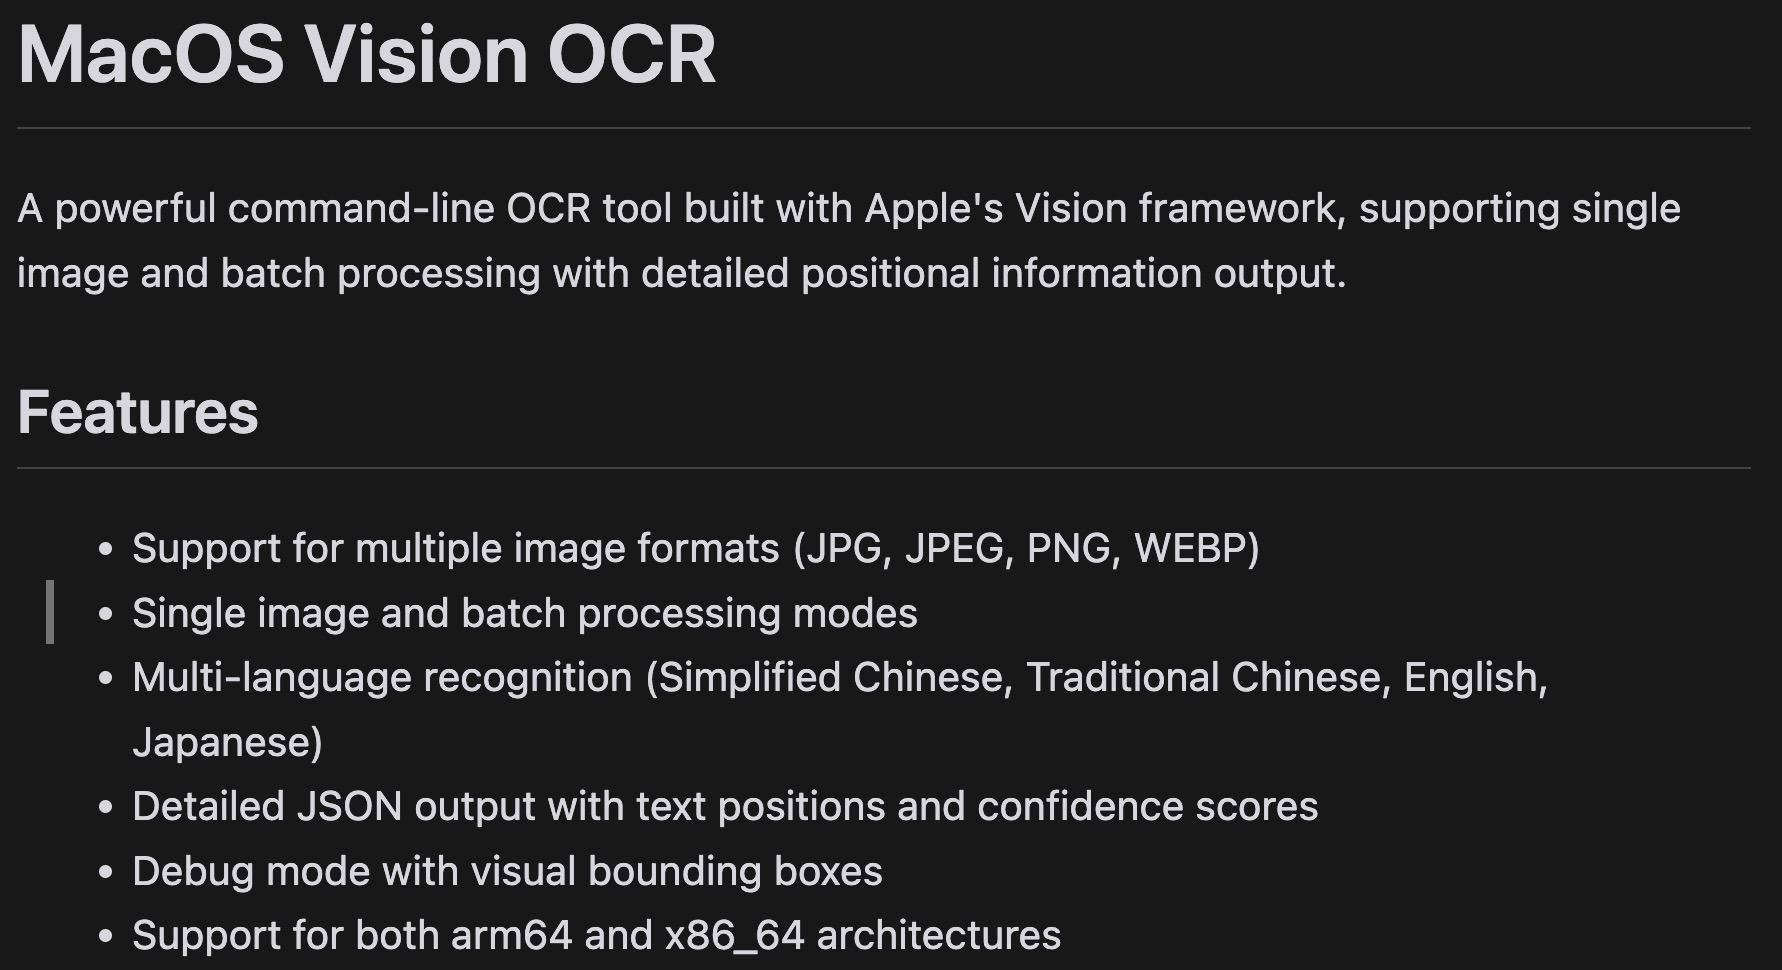 MacOS Vision OCR
A powerful command-line OCR tool built with Apple's Vision framework, supporting single
image and batch processing with detailed positional information output.
Features
• Support for multiple image formats (JPG, JPEG, PNG, WEBP)
• Single image and batch processing modes
• Multi-language recognition (Simplified Chinese, Traditional Chinese, English,
Japanese)
• Detailed JSON output with text positions and confidence scores
• Debug mode with visual bounding boxes
• Support for both arm64 and x86_64 architectures